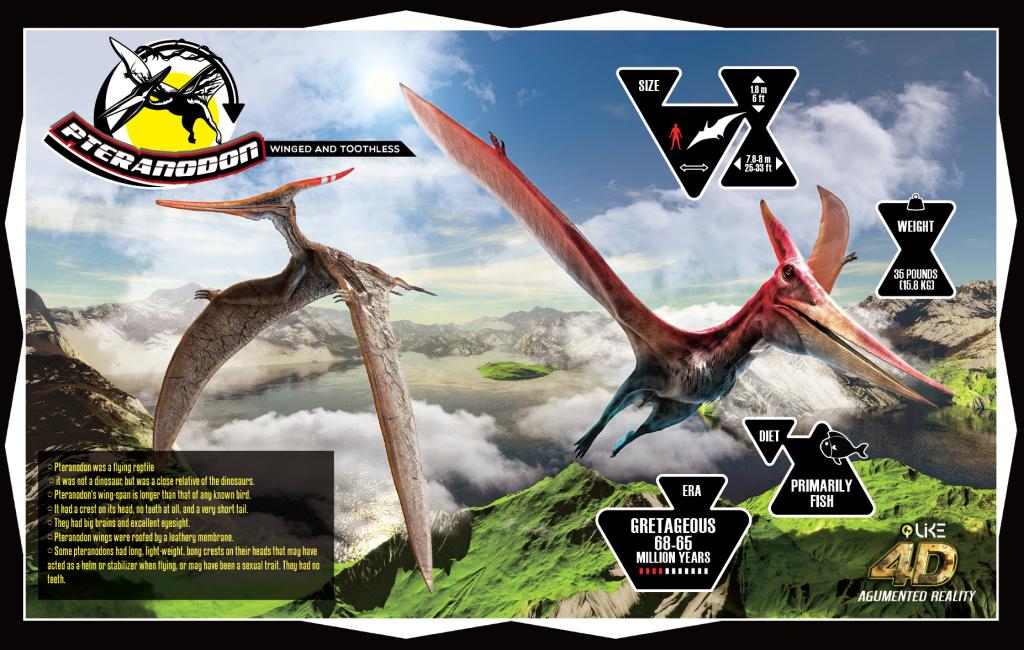 PTERANODON
WINGED AND TOOTHLESS
SIZE
1.8 m
6 ft
7,8-8 m
25-33 ft
WEIGHT
35 POUNDS
(15.8 KG)
○ Pteranodon was a flying reptile
○ it was not a dinosaur, but was a close relative of the dinosaurs.
○ Pteranodon's wing-span is longer than that of any known bird.
○ It had a crest on its head, no teeth at all, and a very short tail.
○ They had big brains and excellent eyesight.
○ Pteranodon wings were roofed by a leathery membrane.
○ Some pteranodons had long, light-weight, bony crests on their heads that may have
acted as a helm or stabilizer when flying, or may have been a sexual trait. They had no
teeth.
DIET
PRIMARILY
FISH
ERA
GRETAGEOUS
68-65
MILLION YEARS
LIKE
4D
AGUMENTED REALITY